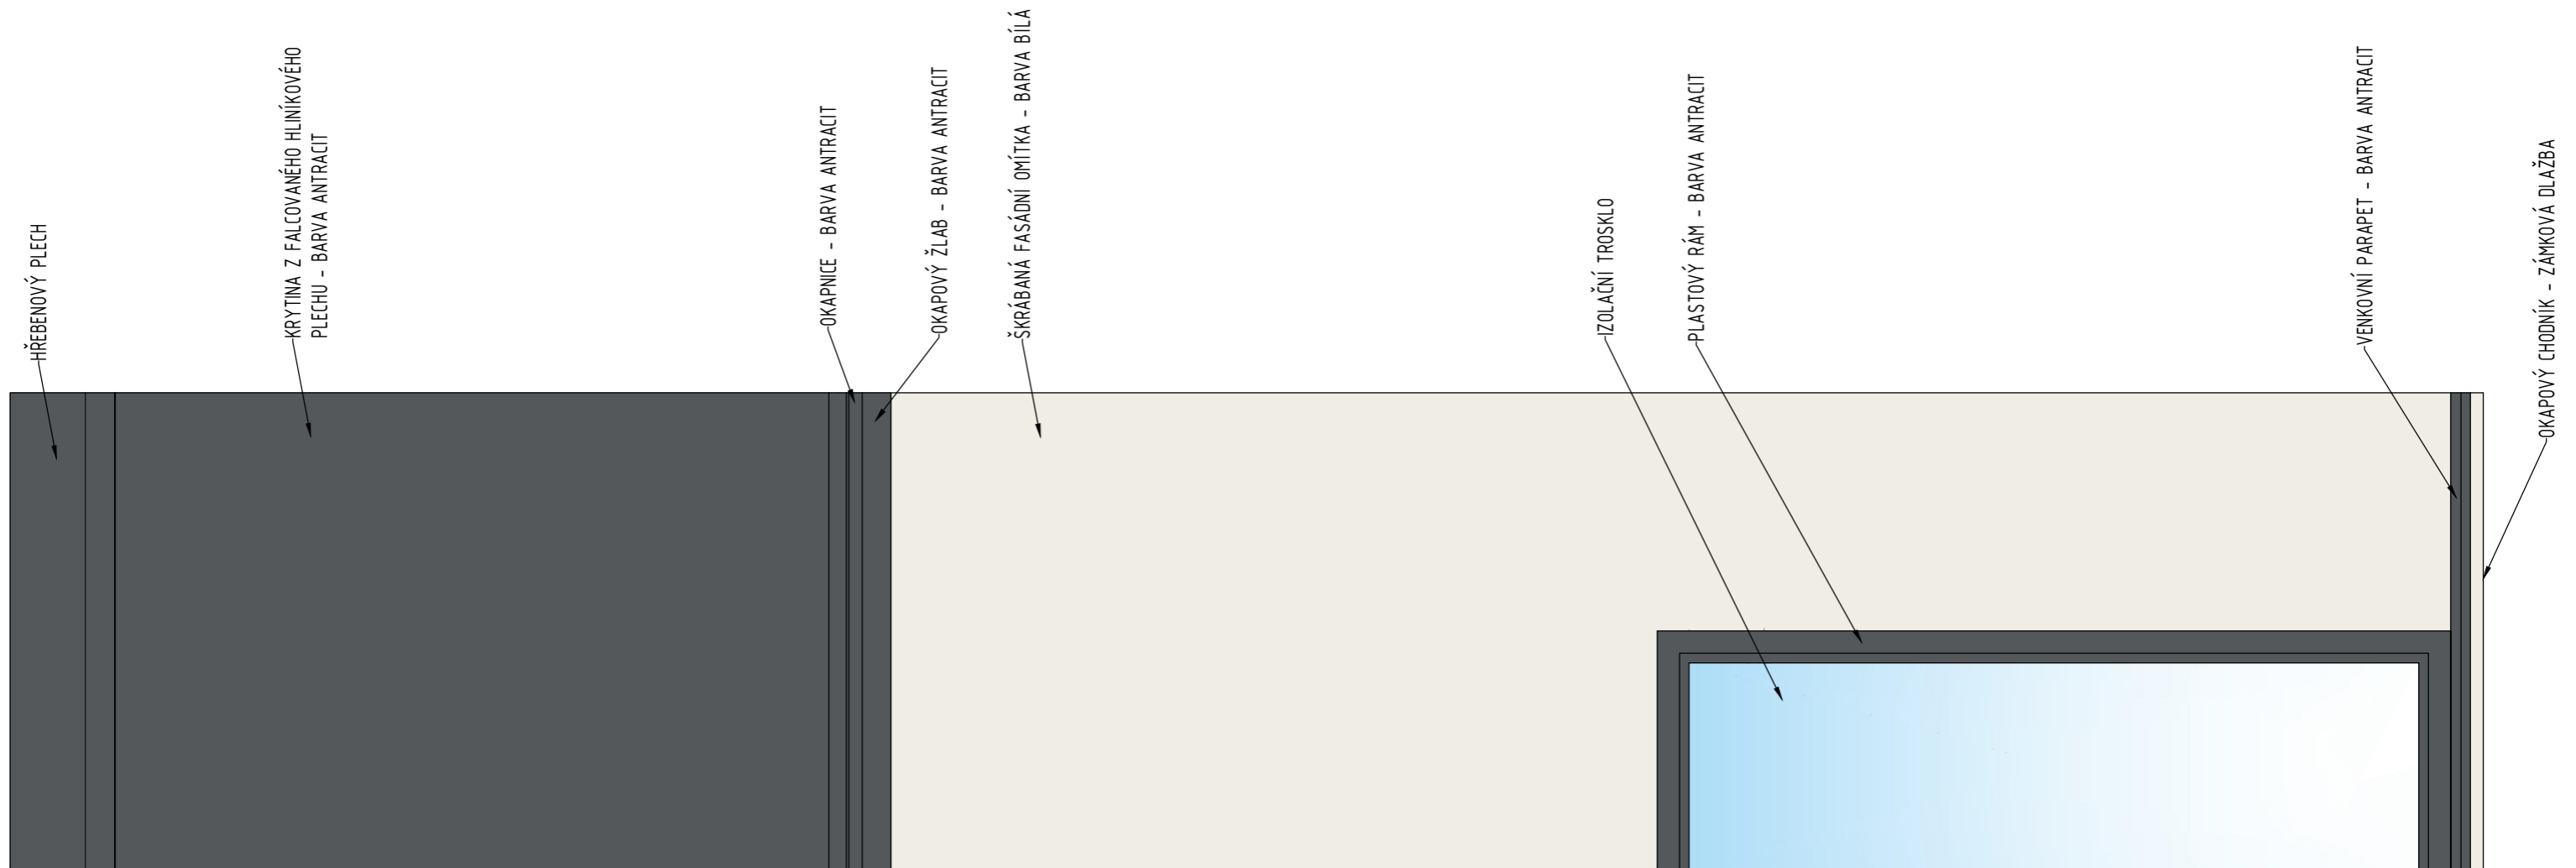 HŘEBENOVÝ PLECH
KRYTINA Z FALCOVANÉHO HLINÍKOVÉHO
PLECHU - BARVA ANTRACIT
OKAPNICE - BARVA ANTRACIT
OKAPOVÝ ŽLAB - BARVA ANTRACIT
ŠKRÁBANÁ FASÁDNÍ OMÍTKA - BARVA BÍLÁ
IZOLAČNÍ TROSKLO
PLASTOVÝ RÁM - BARVA ANTRACIT
VENKOVNÍ PARAPET - BARVA ANTRACIT
OKAPOVÝ CHODNÍK - ZÁMKOVÁ DLAŽBA